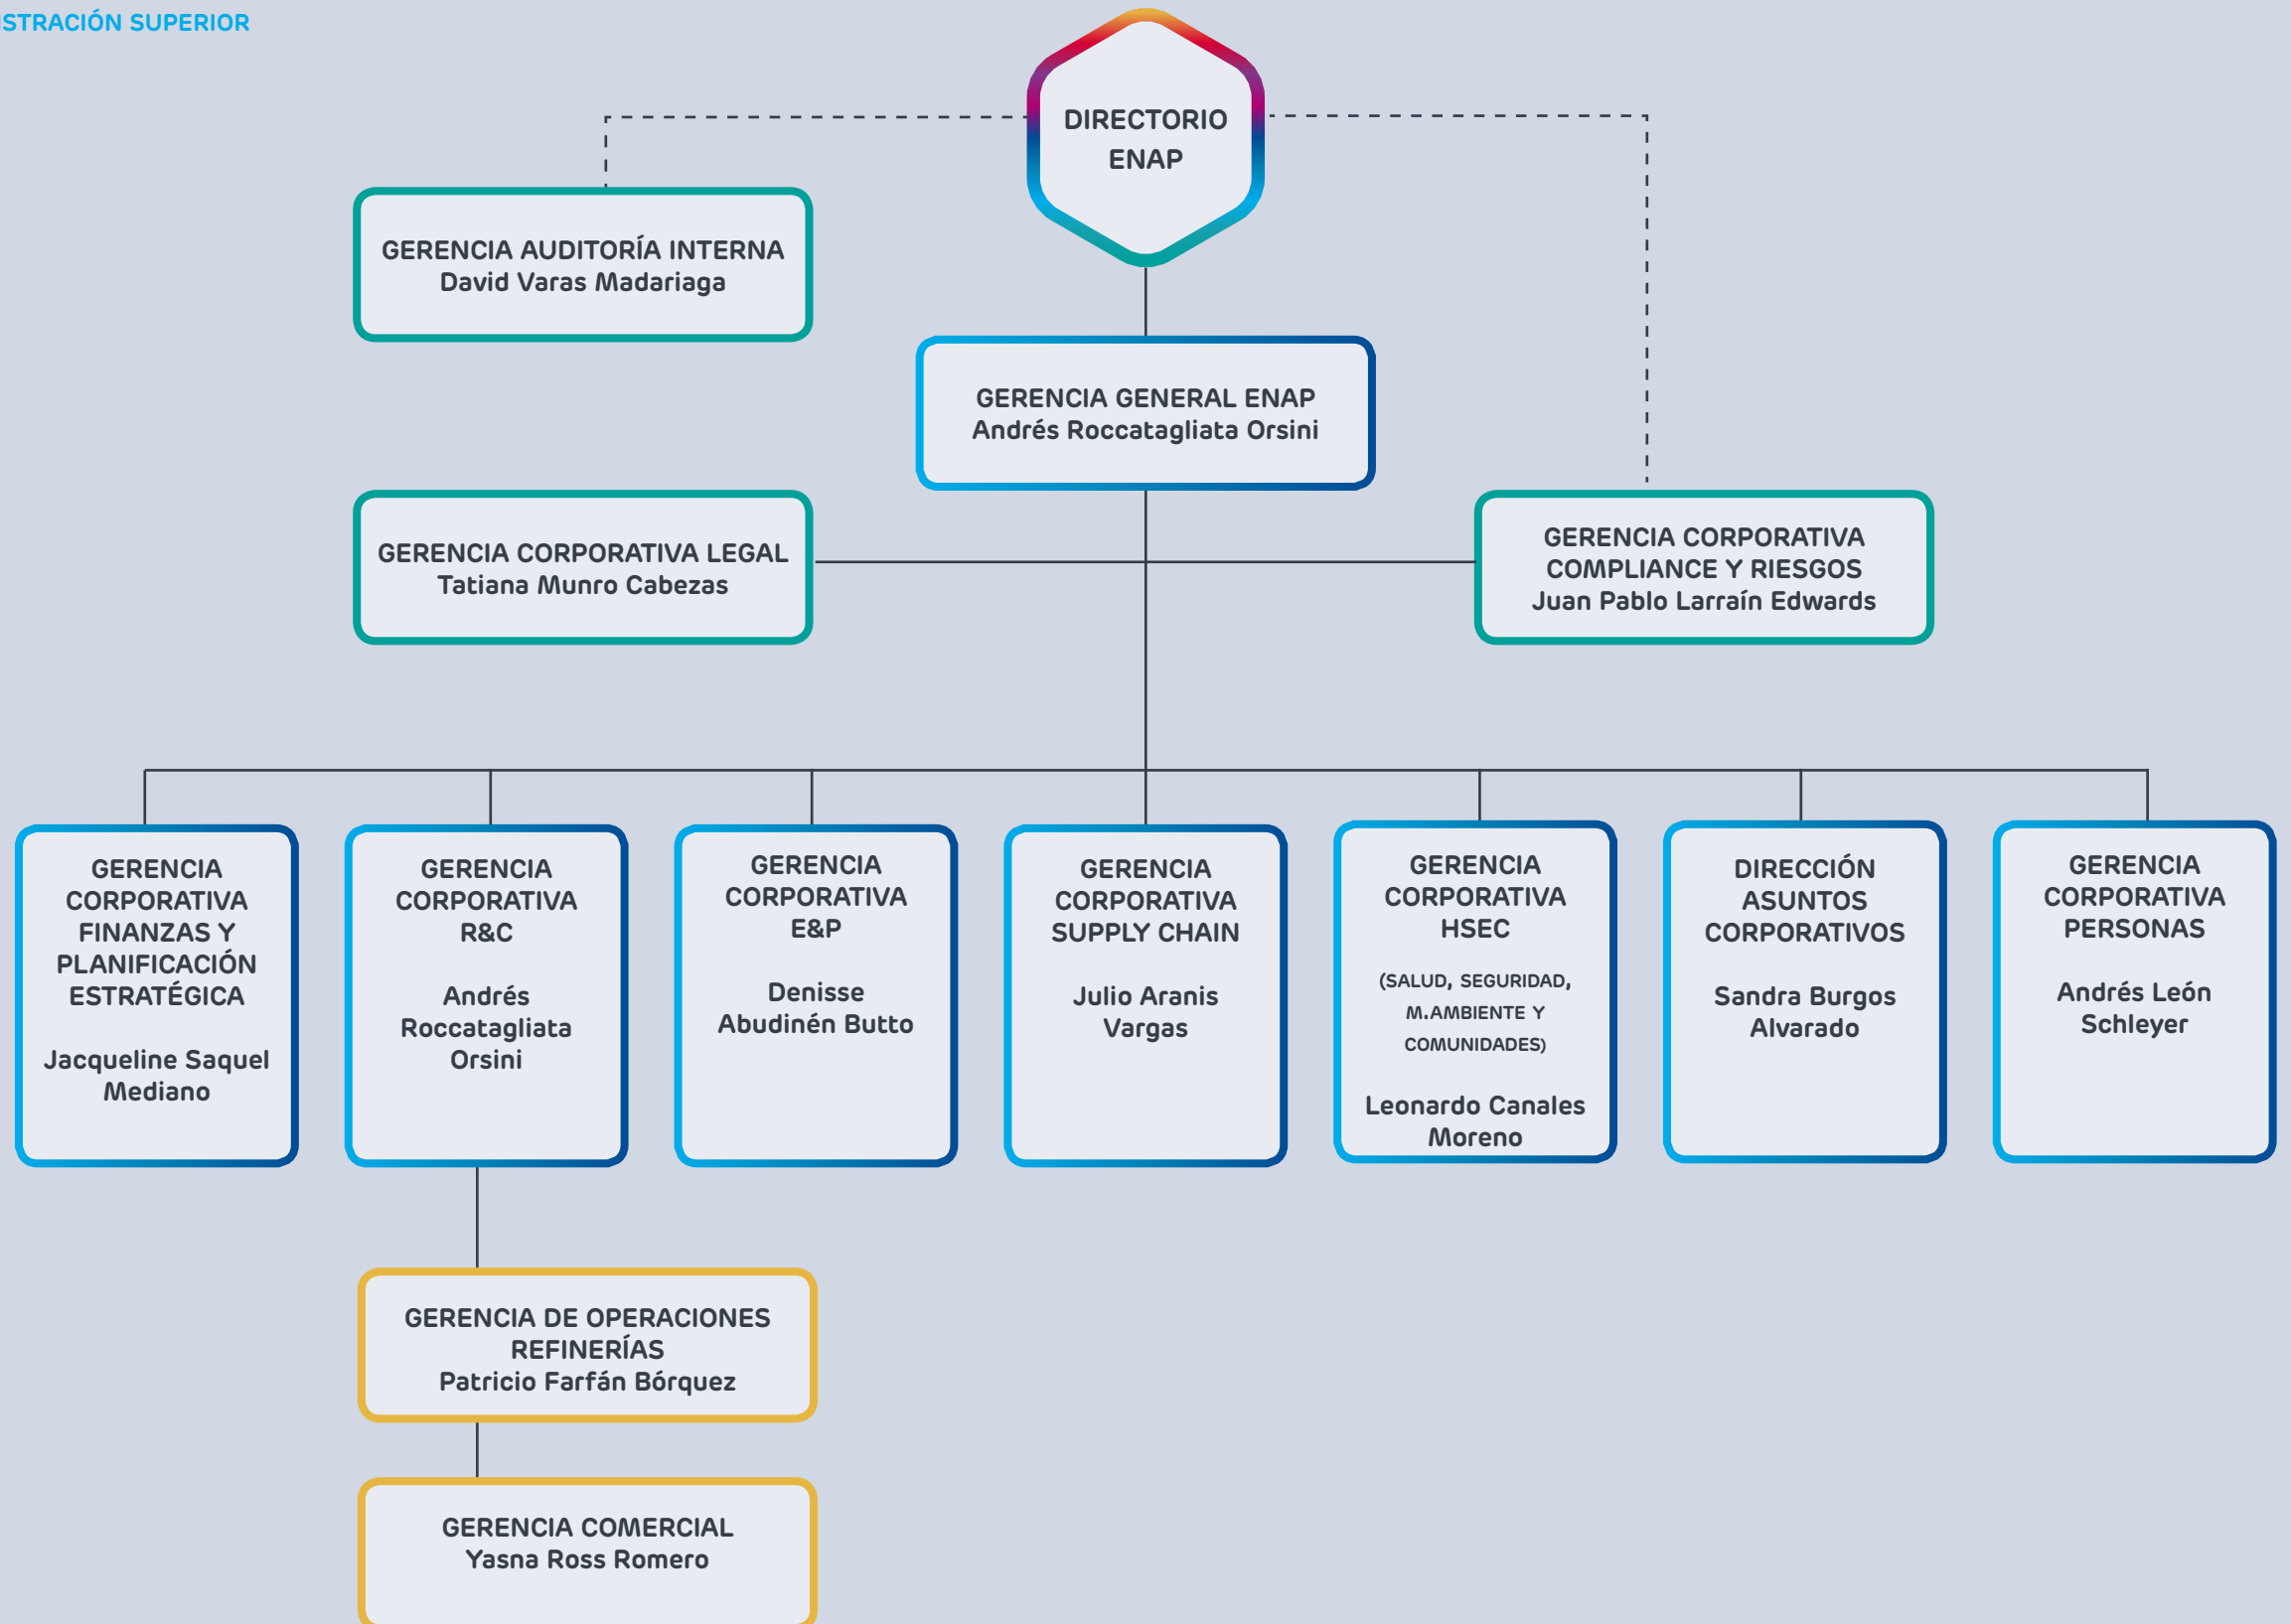 STRACIÓN SUPERIOR
DIRECTORIO
ENAP
GERENCIA AUDITORÍA INTERNA
David Varas Madariaga
GERENCIA GENERAL ENAP
Andrés Roccatagliata Orsini
GERENCIA CORPORATIVA LEGAL
Tatiana Munro Cabezas
GERENCIA CORPORATIVA
COMPLIANCE Y RIESGOS
Juan Pablo Larraín Edwards
GERENCIA
CORPORATIVA
FINANZAS Y
PLANIFICACIÓN
ESTRATÉGICA
Jacqueline Saquel
Mediano
GERENCIA
CORPORATIVA
R&C
Andrés
Roccatagliata
Orsini
GERENCIA
CORPORATIVA
E&P
Denisse
Abudinén Butto
GERENCIA
CORPORATIVA
SUPPLY CHAIN
Julio Aranis
Vargas
GERENCIA
CORPORATIVA
HSEC
(SALUD, SEGURIDAD,
M.AMBIENTE Y
COMUNIDADES)
Leonardo Canales
Moreno
DIRECCIÓN
ASUNTOS
CORPORATIVOS
Sandra Burgos
Alvarado
GERENCIA
CORPORATIVA
PERSONAS
Andrés León
Schleyer
GERENCIA DE OPERACIONES
REFINERÍAS
Patricio Farfán Bórquez
GERENCIA COMERCIAL
Yasna Ross Romero